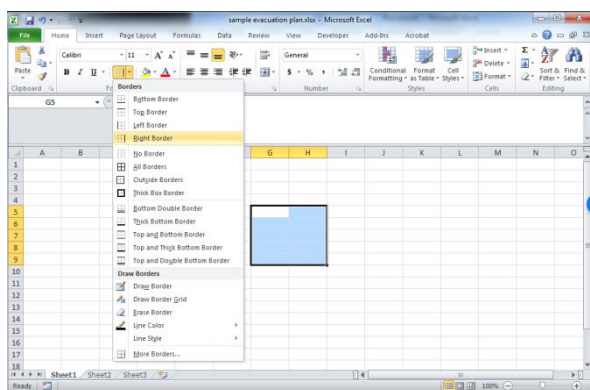 sample evacuation plan.xlsx - Microsoft Excel
File Home Insert Page Layout Formulas Data Review View Developer Add-Ins Acrobat
Calibri 11 A A General Insert Σ
Paste B I U A $ % , Conditional Format Cell Delete Sort & Find &
Formatting as Table Styles Format Filter Select
Clipboard Number Styles Cells Editing
G5
Borders
Bottom Border
Top Border
Left Border
Right Border
No Border
All Borders
Outside Borders
Thick Box Border
Bottom Double Border
Thick Bottom Border
Top and Bottom Border
Top and Thick Bottom Border
Top and Double Bottom Border
Draw Borders
Draw Border
Draw Border Grid
Erase Border
Line Color
Line Style
More Borders...
A B G H I J K L M N O
1
2
3
4
5
6
7
8
9
10
11
12
13
14
15
16
17
18
Sheet1 Sheet2 Sheet3
Ready 100%